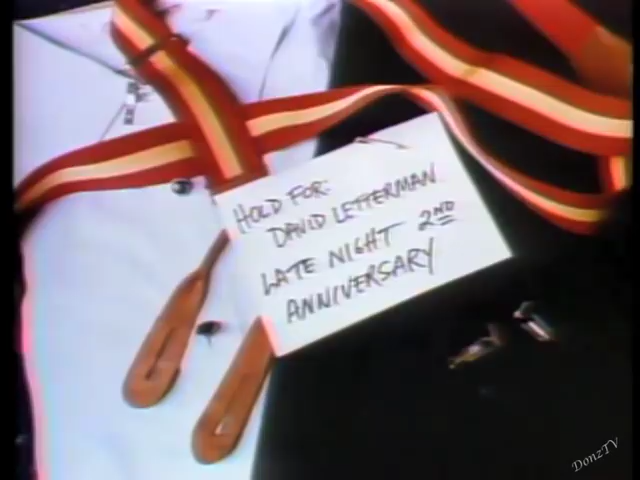 HOLD FOR:
DAVID LETTERMAN
LATE NIGHT 2ND
ANNIVERSARY
DonzTV